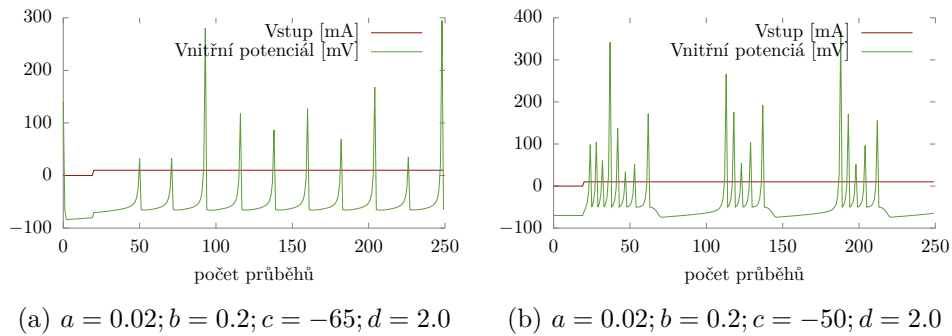 300
200
100
0
−100
0
50
100
150
200
250
Vstup [mA]
Vnitřní potenciál [mV]
počet průběhů
(a) a = 0.02; b = 0.2; c = −65; d = 2.0
400
300
200
100
0
−100
0
50
100
150
200
250
Vstup [mA]
Vnitřní potenciá [mV]
počet průběhů
(b) a = 0.02; b = 0.2; c = −50; d = 2.0